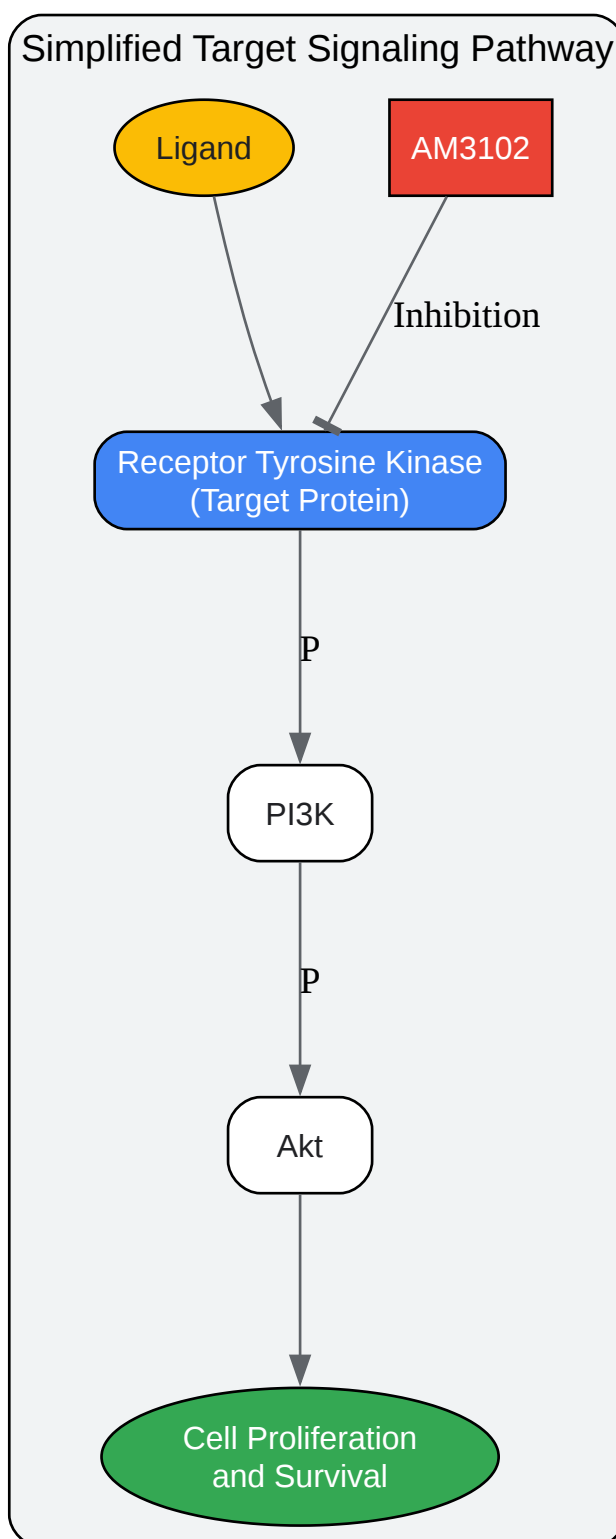 Simplified Target Signaling Pathway
Ligand
AM3102
Inhibition
Receptor Tyrosine Kinase
(Target Protein)
P
PI3K
P
Akt
Cell Proliferation
and Survival